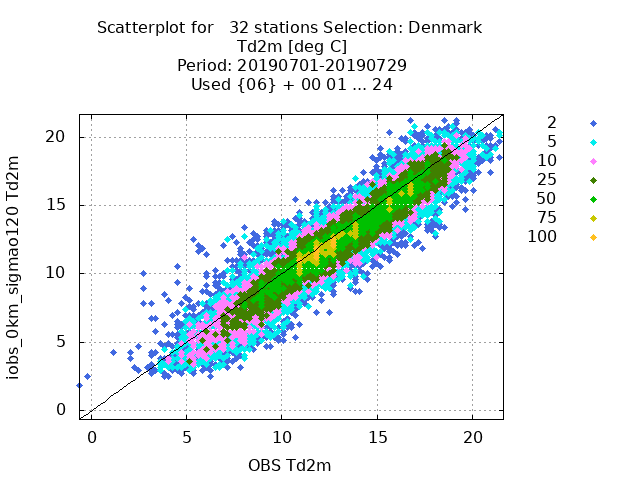 Scatterplot for   32 stations Selection: Denmark
Td2m [deg C]
Period: 20190701-20190729
Used {06} + 00 01 ... 24
iobs_0km_sigmao120 Td2m
20
15
10
5
0
0 5 10 15 20
OBS Td2m
2
5
10
25
50
75
100